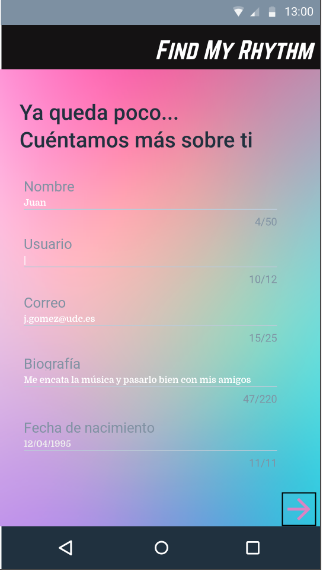 13:00
Find My Rhythm
Ya queda poco...
Cuéntamos más sobre ti
Nombre
Juan
4/50
Usuario
10/12
Correo
j.gomez@udc.es
15/25
Biografía
Me encata la música y pasarlo bien con mis amigos
47/220
Fecha de nacimiento
12/04/1995
11/11